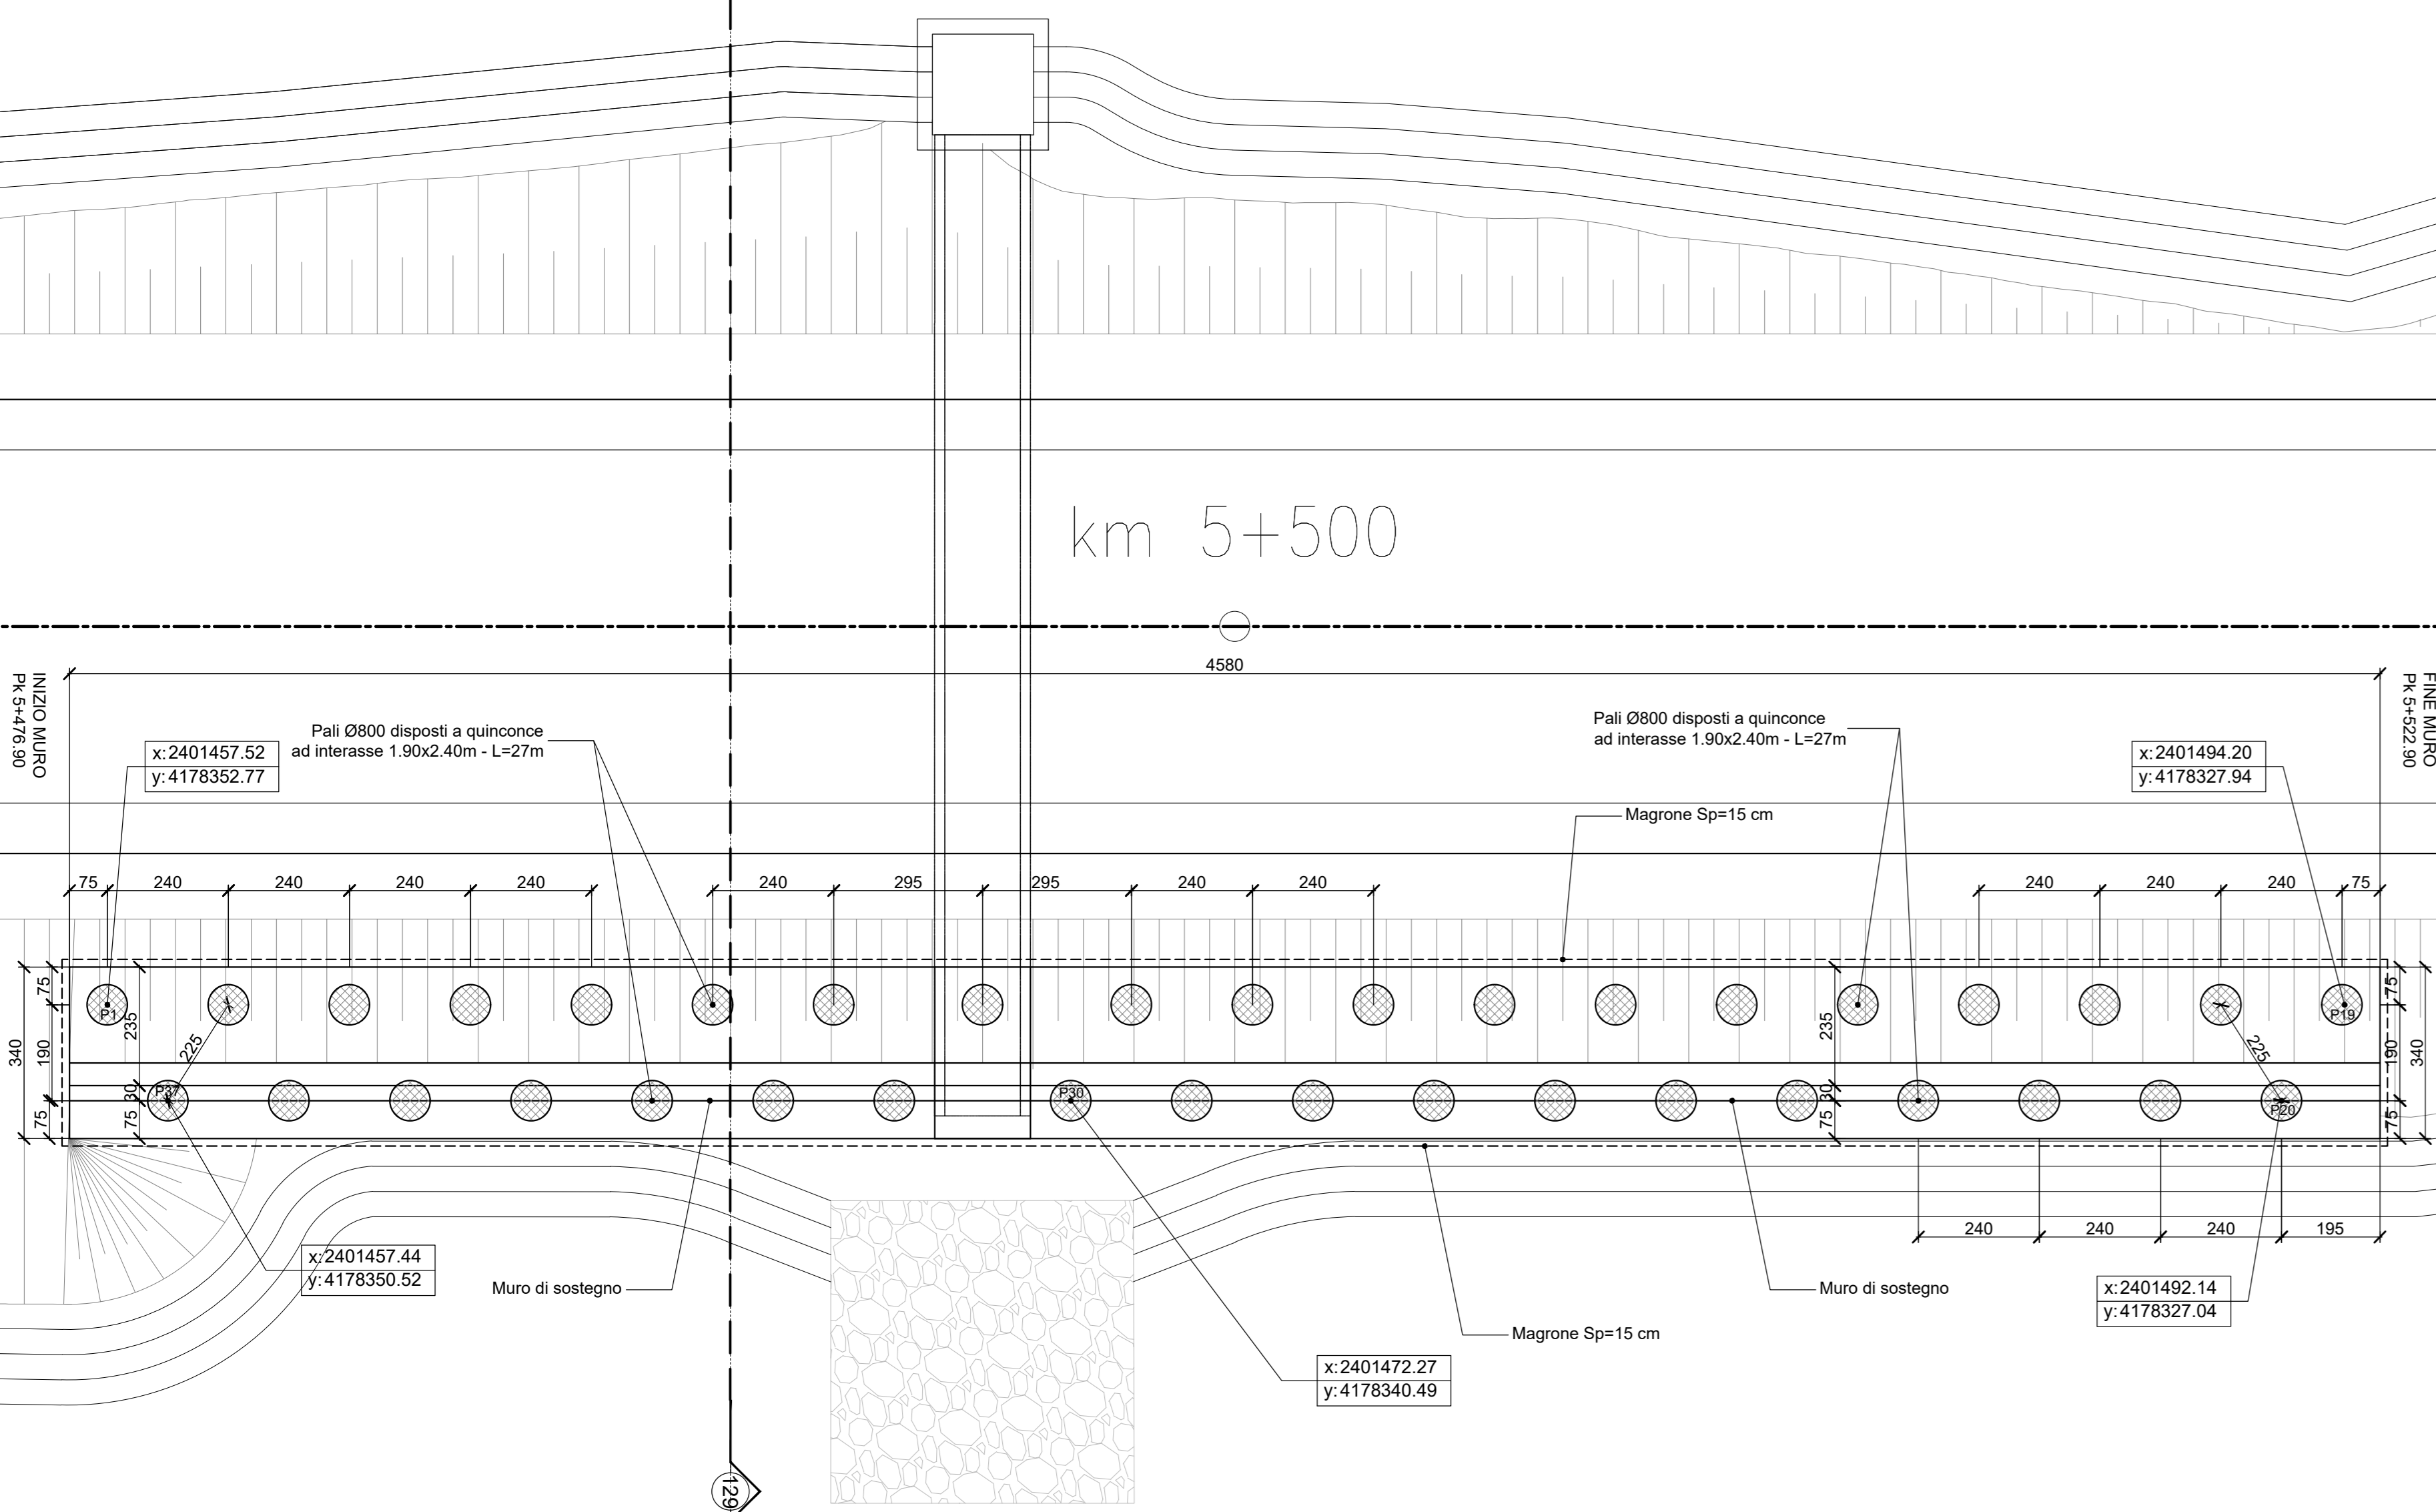 km 5+500
4580
INIZIO MURO
Pk 5+476.90
FINE MURO
Pk 5+522.90
Pali Ø800 disposti a quinconce
ad interasse 1.90x2.40m - L=27m
x:2401457.52
y:4178352.77
Pali Ø800 disposti a quinconce
ad interasse 1.90x2.40m - L=27m
x:2401494.20
y:4178327.94
Magrone Sp=15 cm
75 240 240 240 240 240 295 295 240 240 240 240 240 75
P1
P19
340
75
190
75
235
30
75
225
P37
P30
235
30
75
225
P20
75
190
75
340
240 240 240 195
x:2401457.44
y:4178350.52
Muro di sostegno
Muro di sostegno
x:2401492.14
y:4178327.04
Magrone Sp=15 cm
x:2401472.27
y:4178340.49
129